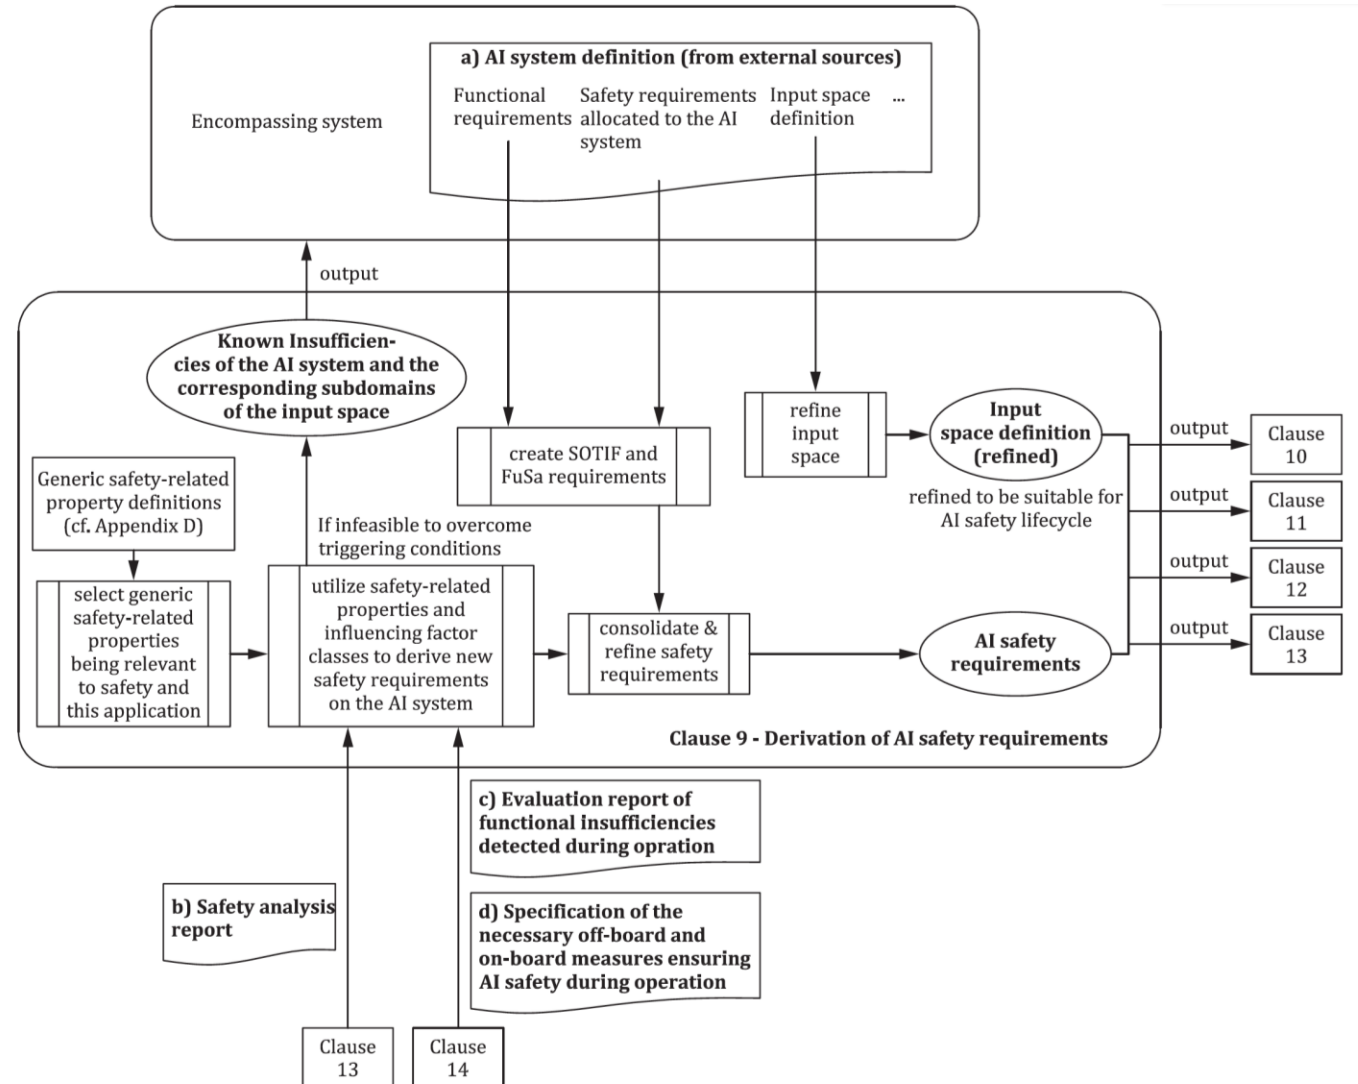 a) AI system definition (from external sources)
Functional
requirements
Safety requirements
allocated to the AI
system
Input space
definition
...
Encompassing system
output
Known Insufficien-
cies of the AI system and the
corresponding subdomains
of the input space
refine
input
space
Input
space definition
(refined)
refined to be suitable for
AI safety lifecycle
create SOTIF and
FuSa requirements
Generic safety-related
property definitions
(cf. Appendix D)
If infeasible to overcome
triggering conditions
select generic
safety-related
properties
being relevant
to safety and
this application
utilize safety-related
properties and
influencing factor
classes to derive new
safety requirements
on the AI system
consolidate &
refine safety
requirements
AI safety
requirements
output
Clause
10
output
Clause
11
output
Clause
12
output
Clause
13
Clause 9 - Derivation of AI safety requirements
c) Evaluation report of
functional insufficiencies
detected during opration
b) Safety analysis
report
d) Specification of the
necessary off-board and
on-board measures ensuring
AI safety during operation
Clause
13
Clause
14